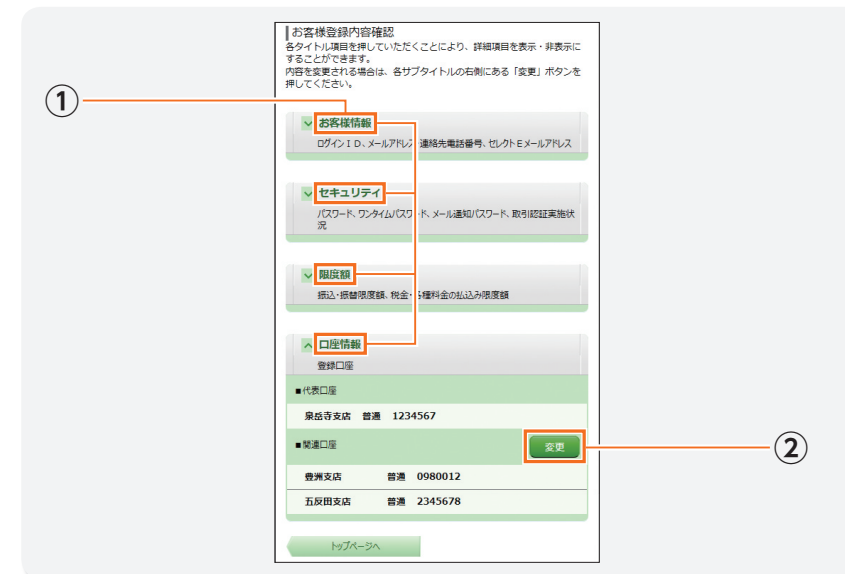 お客様登録内容確認
各タイトル項目を押していただくことにより、詳細項目を表示・非表示に
することができます。
内容を変更される場合は、各サブタイトルの右側にある「変更」ボタンを
押してください。
①
お客様情報
ログインＩＤ、メールアドレス、連絡先電話番号、セレクトＥメールアドレス
セキュリティ
パスワード、ワンタイムパスワード、メール通知パスワード、取引認証実施状
況
限度額
振込・振替限度額、税金・各種料金の払込み限度額
口座情報
登録口座
■代表口座
泉岳寺支店 普通 1234567
■関連口座
変更
②
豊洲支店 普通 0980012
五反田支店 普通 2345678
トップページへ